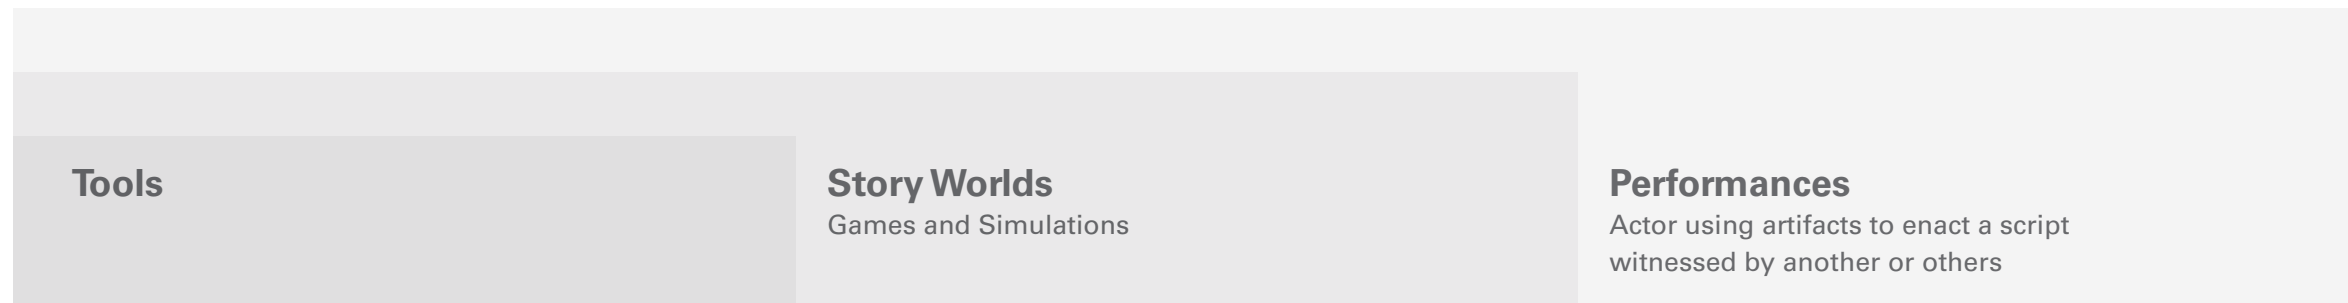 Tools
Story Worlds
Games and Simulations
Performances
Actor using artifacts to enact a script
witnessed by another or others